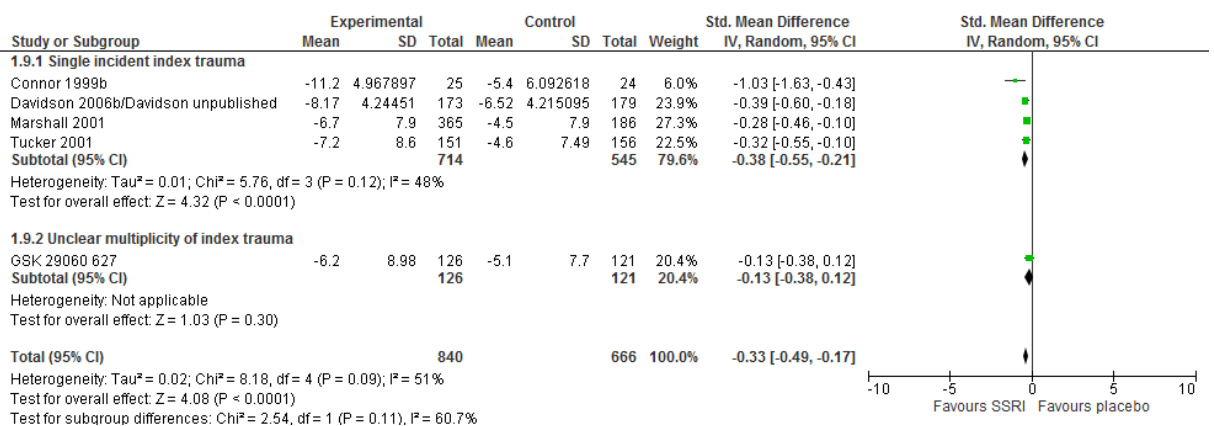 Experimental Control Std. Mean Difference Std. Mean Difference
Study or Subgroup Mean SD Total Mean SD Total Weight IV, Random, 95% CI IV, Random, 95% CI
1.9.1 Single incident index trauma
Connor 1999b -11.2 4.967897 25 -5.4 6.092618 24 6.0% -1.03 [-1.63, -0.43]
Davidson 2006b/Davidson unpublished -8.17 4.24451 173 -6.52 4.215095 179 23.9% -0.39 [-0.60, -0.18]
Marshall 2001 -6.7 7.9 365 -4.5 7.9 186 27.3% -0.28 [-0.46, -0.10]
Tucker 2001 -7.2 8.6 151 -4.6 7.49 156 22.5% -0.32 [-0.55, -0.10]
Subtotal (95% CI) 714 545 79.6% -0.38 [-0.55, -0.21]
Heterogeneity: Tau² = 0.01; Chi² = 5.76, df = 3 (P = 0.12); I² = 48%
Test for overall effect: Z = 4.32 (P < 0.0001)
1.9.2 Unclear multiplicity of index trauma
GSK 29060 627 -6.2 8.98 126 -5.1 7.7 121 20.4% -0.13 [-0.38, 0.12]
Subtotal (95% CI) 126 121 20.4% -0.13 [-0.38, 0.12]
Heterogeneity: Not applicable
Test for overall effect: Z = 1.03 (P = 0.30)
Total (95% CI) 840 666 100.0% -0.33 [-0.49, -0.17]
Heterogeneity: Tau² = 0.02; Chi² = 8.18, df = 4 (P = 0.09); I² = 51%
Test for overall effect: Z = 4.08 (P < 0.0001)
Test for subgroup differences: Chi² = 2.54, df = 1 (P = 0.11), I² = 60.7%
-10 -5 0 5 10
Favours SSRI Favours placebo